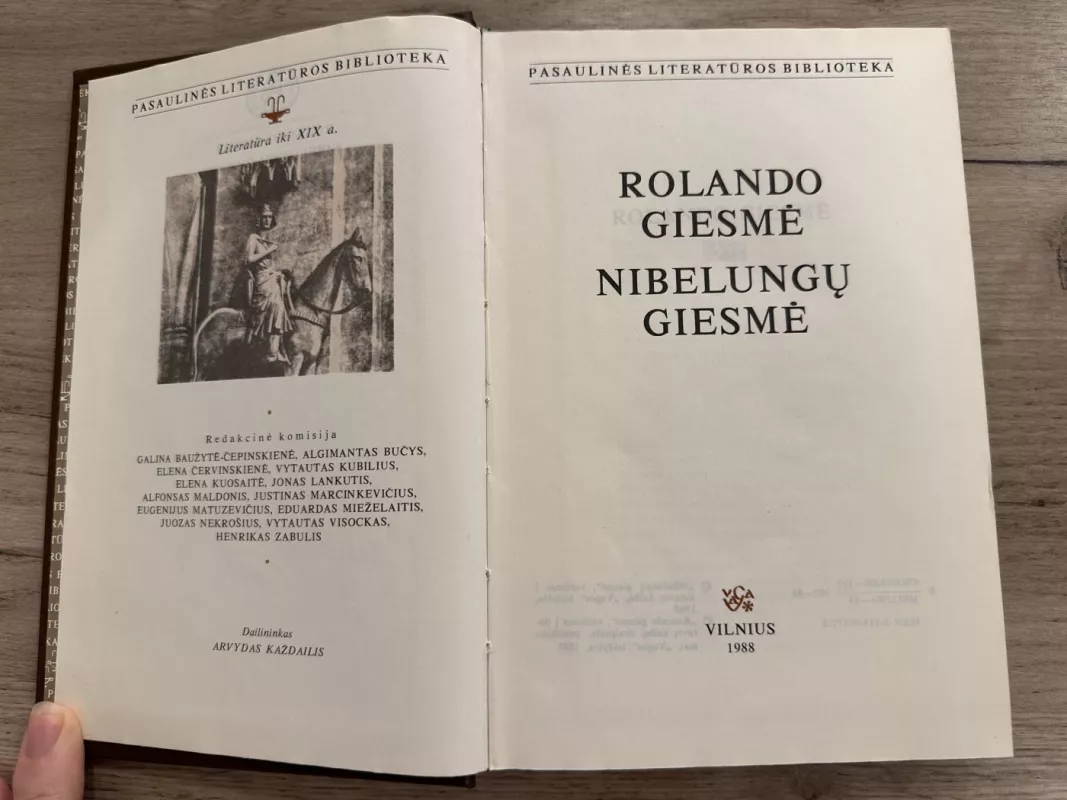 PASAULINĖS LITERATŪROS BIBLIOTEKA
Literatūra iki XIX a.
Redakcinė komisija
GALINA BAUŽYTĖ-ČEPINSKIENĖ, ALGIMANTAS BUČYS,
ELENA ČERVINSKIENĖ, VYTAUTAS KUBILIUS,
ELENA KUOSAITĖ, JONAS LANKUTIS,
ALFONSAS MALDONIS, JUSTINAS MARCINKEVIČIUS,
EUGENIJUS MATUZEVIČIUS, EDUARDAS MIEŽELAITIS,
JUOZAS NEKROŠIUS, VYTAUTAS VISOCKAS,
HENRIKAS ZABULIS
Dailininkas
ARVYDAS KAŽDAILIS
PASAULINĖS LITERATŪROS BIBLIOTEKA
ROLANDO
GIESMĖ
NIBELUNGŲ
GIESMĖ
VILNIUS
1988